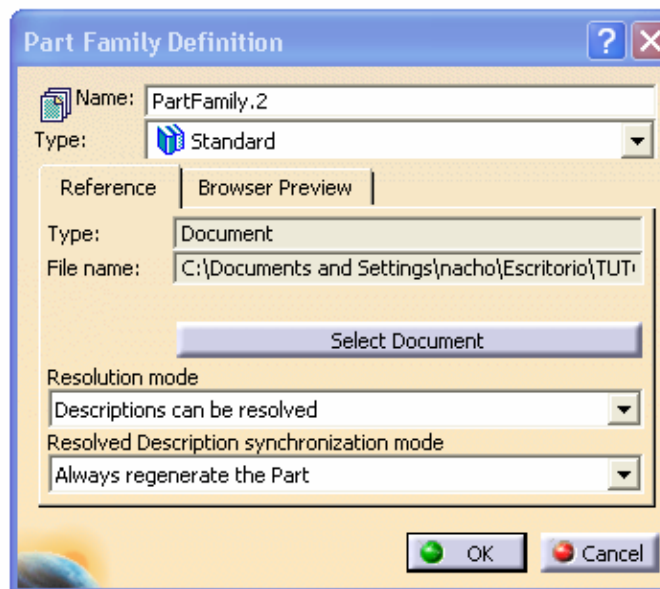 Part Family Definition
Name: PartFamily.2
Type: Standard
Reference Browser Preview
Type: Document
File name: C:\Documents and Settings\nacho\Escritorio\TUT
Select Document
Resolution mode
Descriptions can be resolved
Resolved Description synchronization mode
Always regenerate the Part
OK Cancel